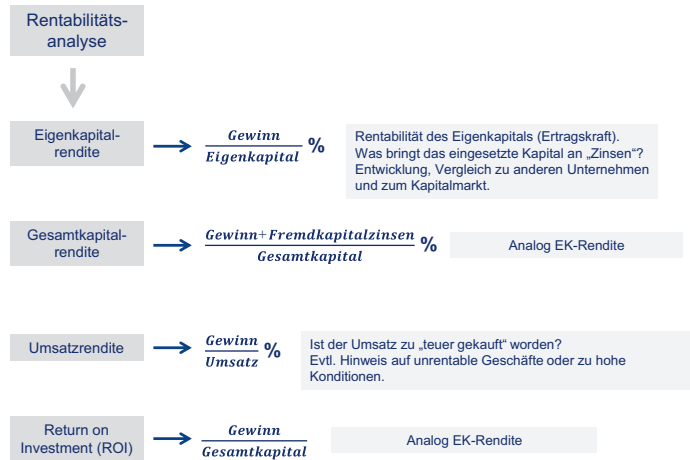 Rentabilitäts-
analyse
Eigenkapital-
rendite
Gewinn
Eigenkapital
%
Rentabilität des Eigenkapitals (Ertragskraft).
Was bringt das eingesetzte Kapital an „Zinsen“?
Entwicklung, Vergleich zu anderen Unternehmen
und zum Kapitalmarkt.
Gesamtkapital-
rendite
Gewinn+Fremdkapitalzinsen
Gesamtkapital
%
Analog EK-Rendite
Umsatzrendite
Gewinn
Umsatz
%
Ist der Umsatz zu „teuer gekauft“ worden?
Evtl. Hinweis auf unrentable Geschäfte oder zu hohe
Konditionen.
Return on
Investment (ROI)
Gewinn
Gesamtkapital
Analog EK-Rendite